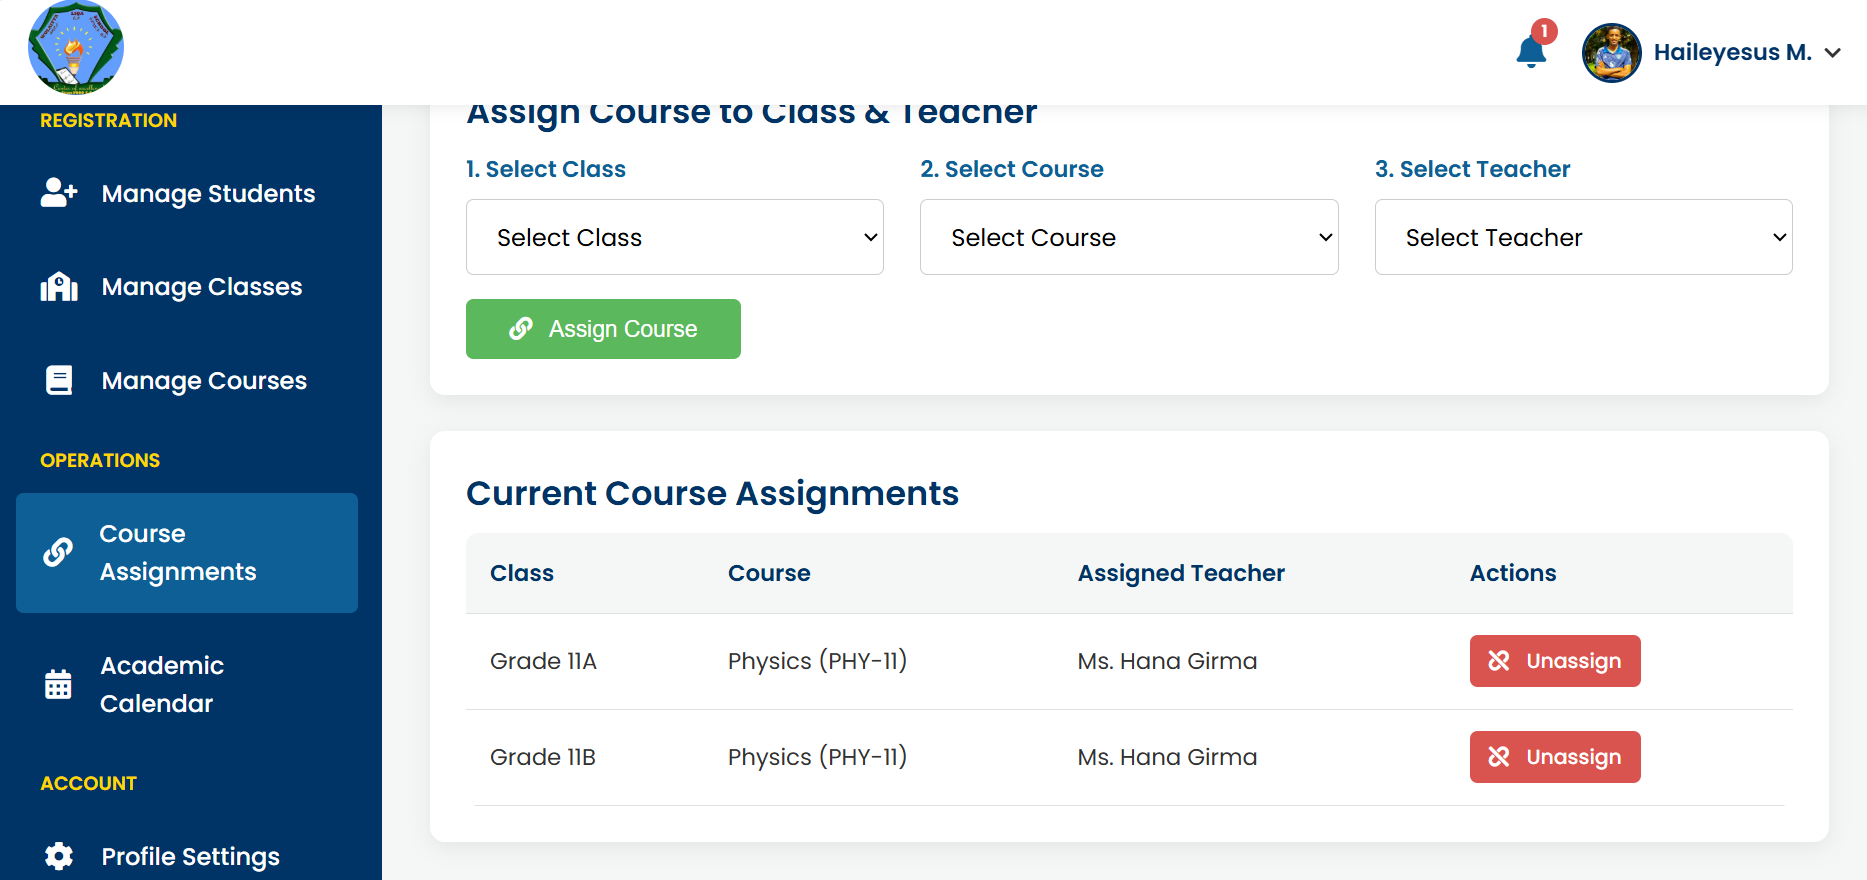 1
Haileyesus M.
REGISTRATION
Manage Students
Manage Classes
Manage Courses
OPERATIONS
Course
Assignments
Academic
Calendar
ACCOUNT
Profile Settings
Assign Course to Class & Teacher
1. Select Class
2. Select Course
3. Select Teacher
Select Class
Select Course
Select Teacher
Assign Course
Current Course Assignments
Class Course Assigned Teacher Actions
Grade 11A Physics (PHY-11) Ms. Hana Girma Unassign
Grade 11B Physics (PHY-11) Ms. Hana Girma Unassign